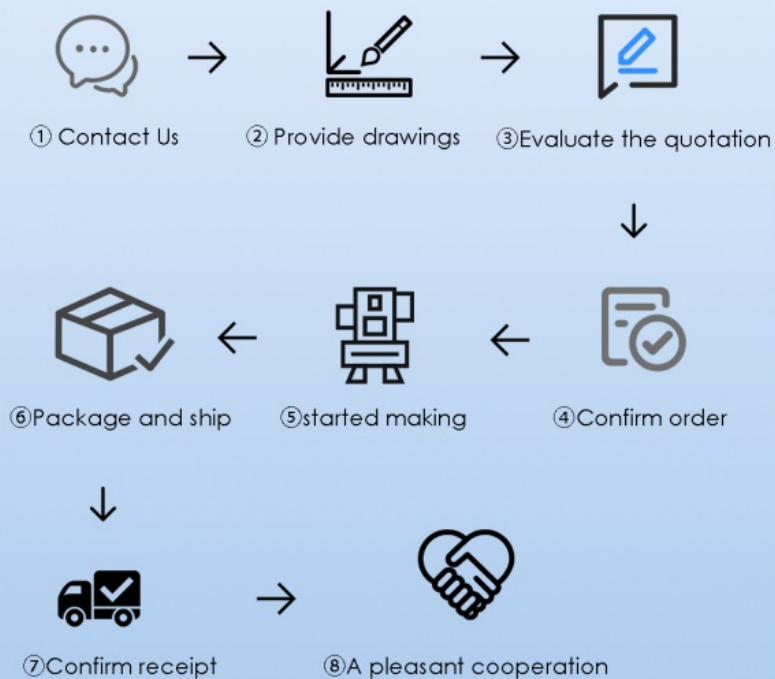 ① Contact Us
② Provide drawings
③Evaluate the quotation
④Confirm order
⑤started making
⑥Package and ship
⑦Confirm receipt
⑧A pleasant cooperation